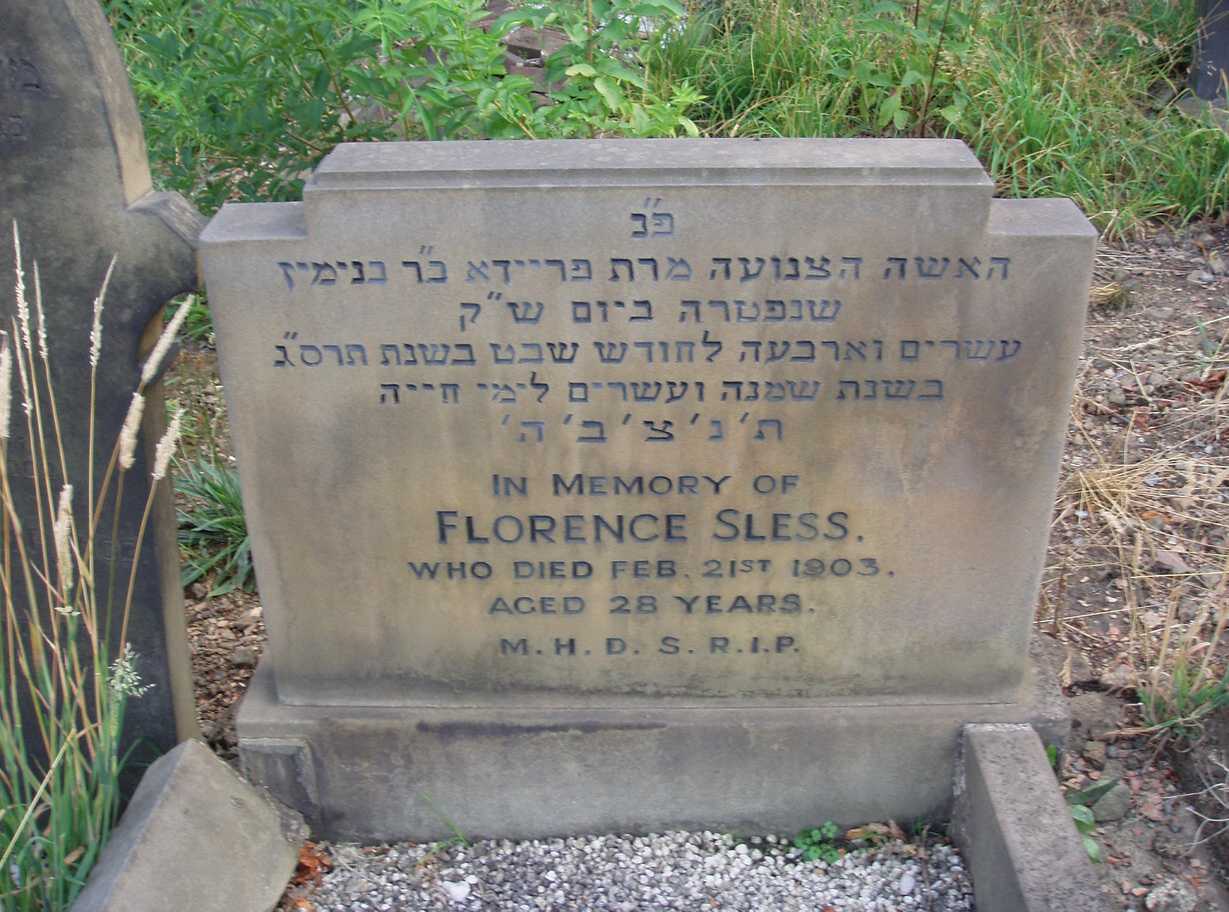 פ״נ
האשה הצנועה מרת פריידא ב״ר בנימין
שנפטרה ביום ש״ק
עשרים וארבעה לחודש שבט בשנת תרס״ג
בשנת שמנה ועשרים לימי חייה
ת׳נ׳צ׳ב׳ה׳
IN MEMORY OF
FLORENCE SLESS.
WHO DIED FEB. 21ST 1903.
AGED 28 YEARS.
M.H.D.S.R.I.P.